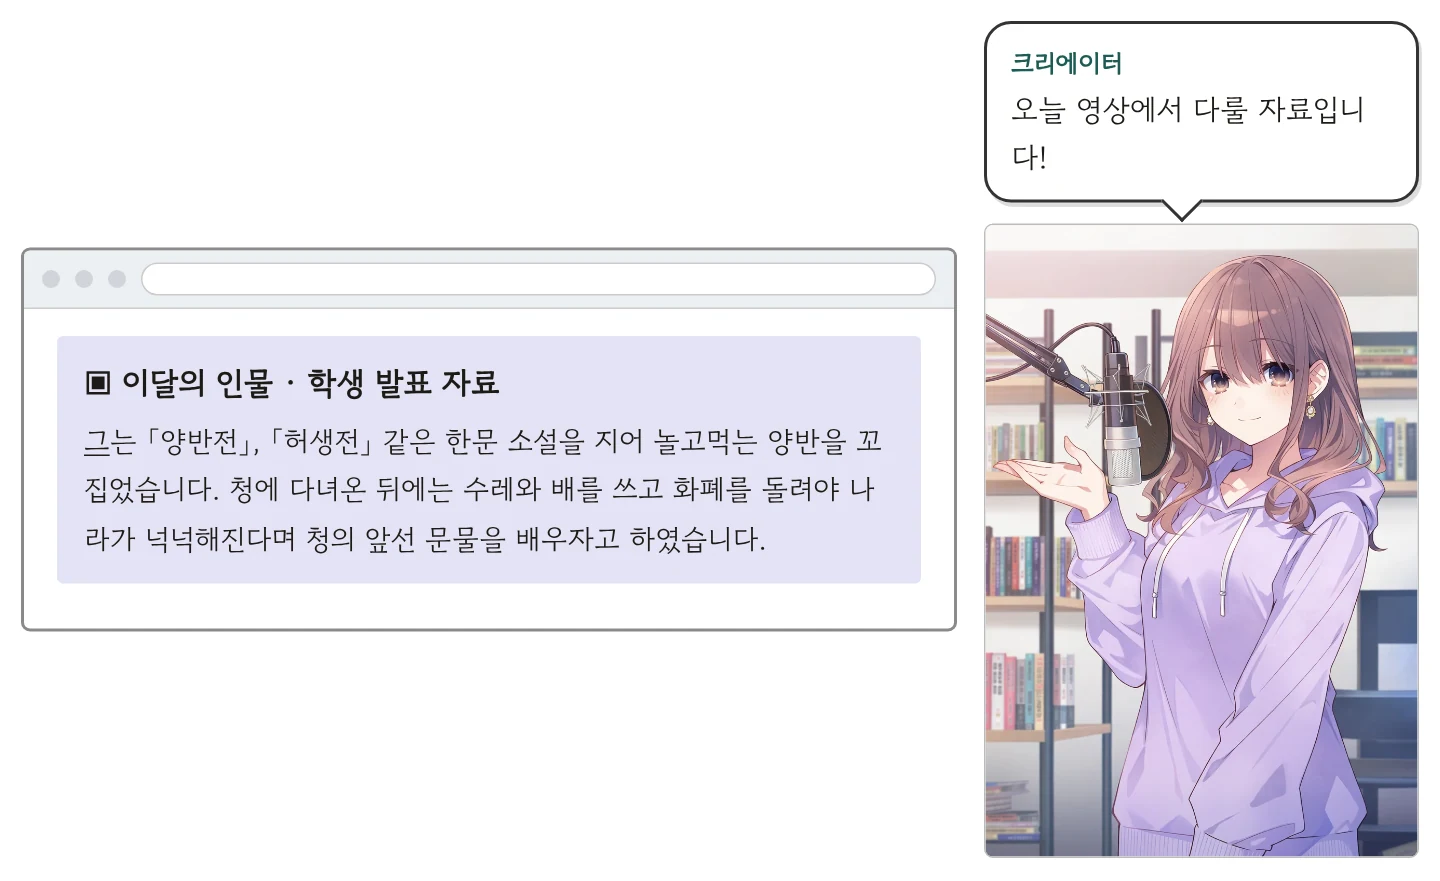 ▣ 이달의 인물 · 학생 발표 자료
그는 「양반전」, 「허생전」 같은 한문 소설을 지어 놀고먹는 양반을 꼬
집었습니다. 청에 다녀온 뒤에는 수레와 배를 쓰고 화폐를 돌려야 나
라가 넉넉해진다며 청의 앞선 문물을 배우자고 하였습니다.
크리에이터
오늘 영상에서 다룰 자료입니
다!